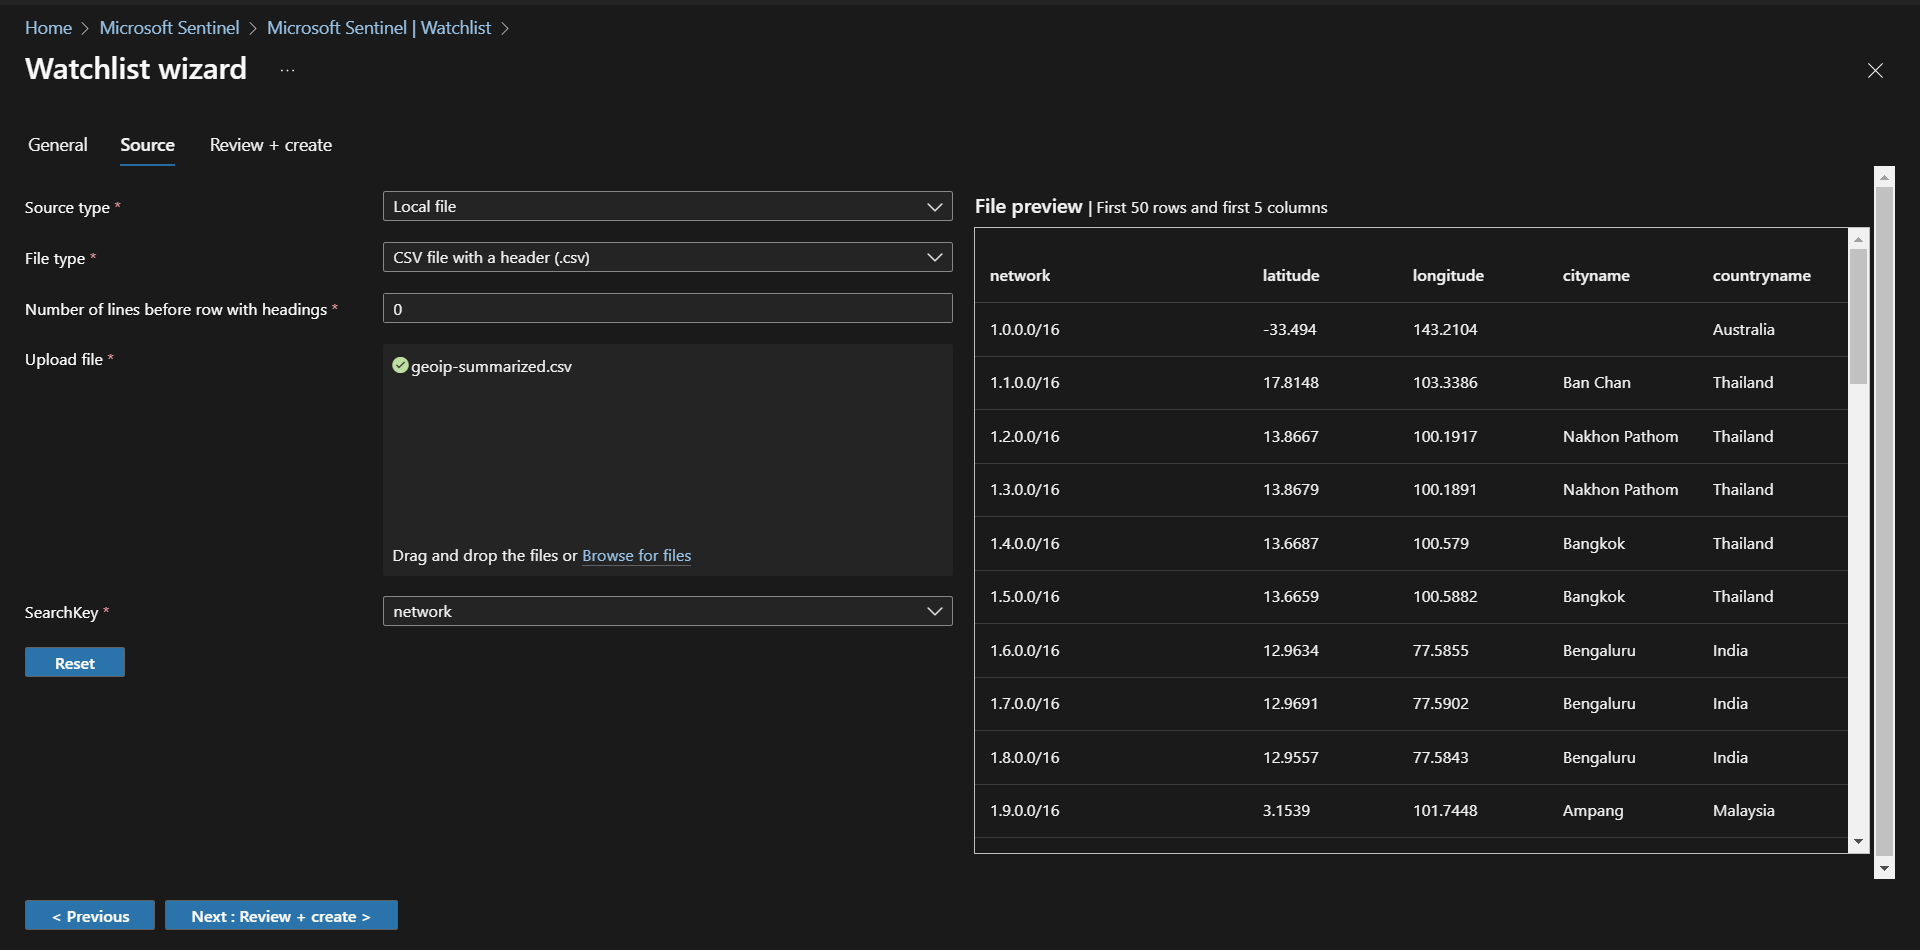 Home > Microsoft Sentinel > Microsoft Sentinel | Watchlist >
Watchlist wizard ...
General Source Review + create
Source type * Local file
File type * CSV file with a header (.csv)
Number of lines before row with headings * 0
Upload file * geoip-summarized.csv
Drag and drop the files or Browse for files
SearchKey * network
Reset
File preview | First 50 rows and first 5 columns
network latitude longitude cityname countryname
1.0.0.0/16 -33.494 143.2104 Australia
1.1.0.0/16 17.8148 103.3386 Ban Chan Thailand
1.2.0.0/16 13.8667 100.1917 Nakhon Pathom Thailand
1.3.0.0/16 13.8679 100.1891 Nakhon Pathom Thailand
1.4.0.0/16 13.6687 100.579 Bangkok Thailand
1.5.0.0/16 13.6659 100.5882 Bangkok Thailand
1.6.0.0/16 12.9634 77.5855 Bengaluru India
1.7.0.0/16 12.9691 77.5902 Bengaluru India
1.8.0.0/16 12.9557 77.5843 Bengaluru India
1.9.0.0/16 3.1539 101.7448 Ampang Malaysia
< Previous Next : Review + create >